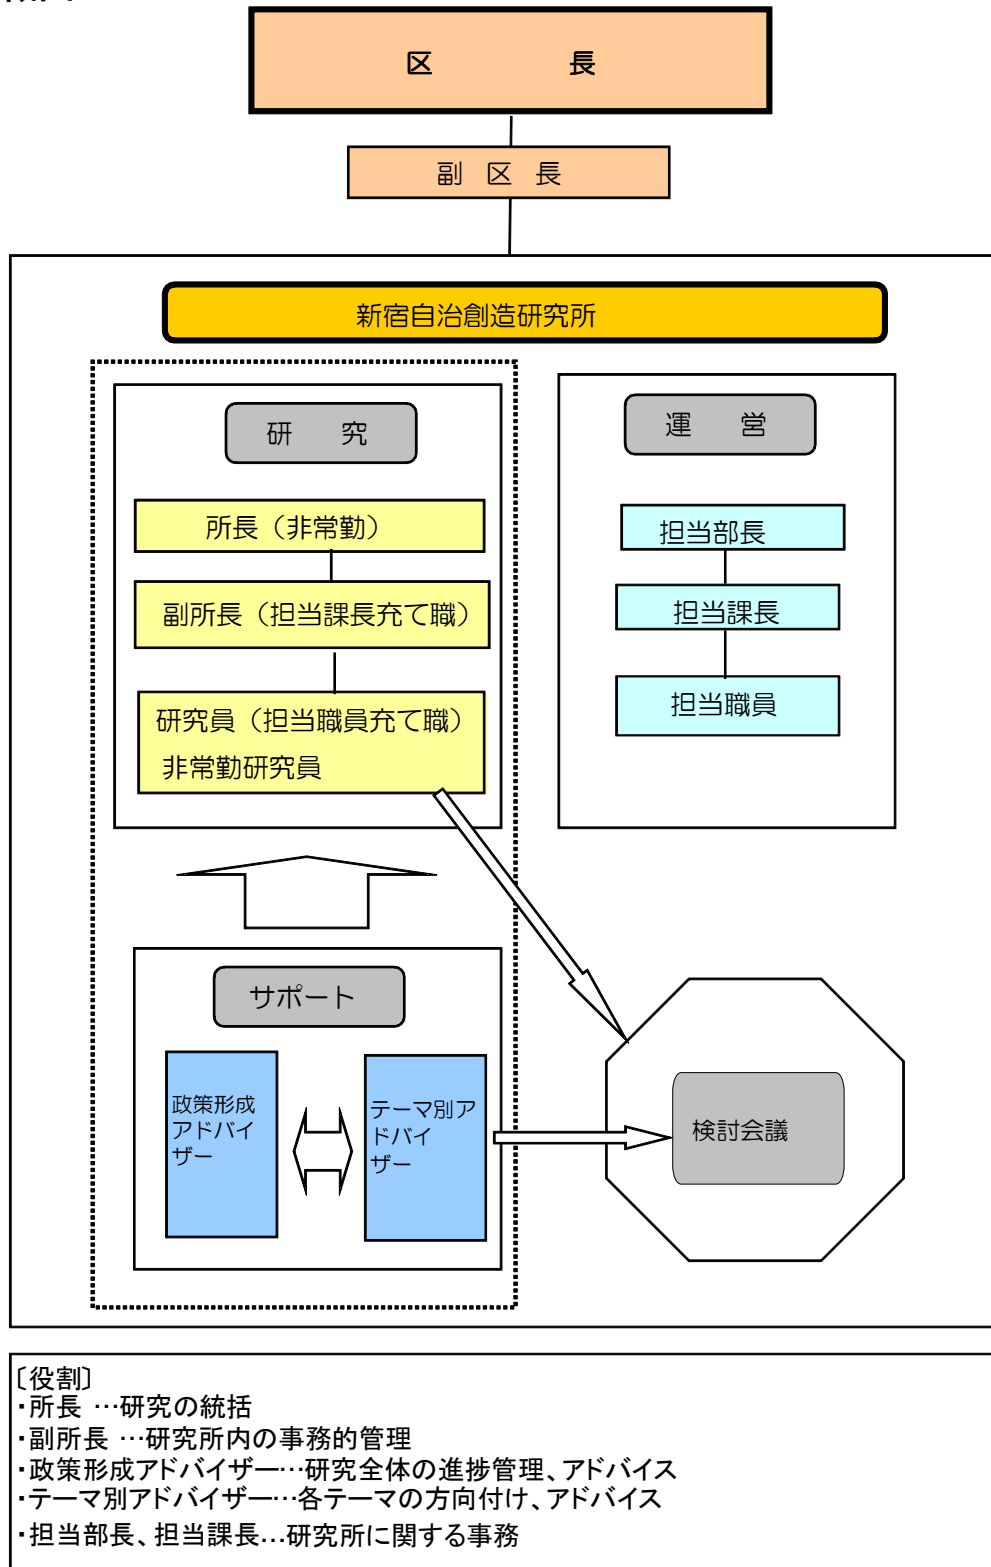 区　長
副 区 長
新宿自治創造研究所
研　究
所長（非常勤）
副所長（担当課長充て職）
研究員（担当職員充て職）
非常勤研究員
運　営
担当部長
担当課長
担当職員
サポート
政策形成
アドバイ
ザー
テーマ別ア
ドバイ
ザー
検討会議
〔役割〕
・所長 …研究の統括
・副所長 …研究所内の事務的管理
・政策形成アドバイザー…研究全体の進捗管理、アドバイス
・テーマ別アドバイザー…各テーマの方向付け、アドバイス
・担当部長、担当課長…研究所に関する事務